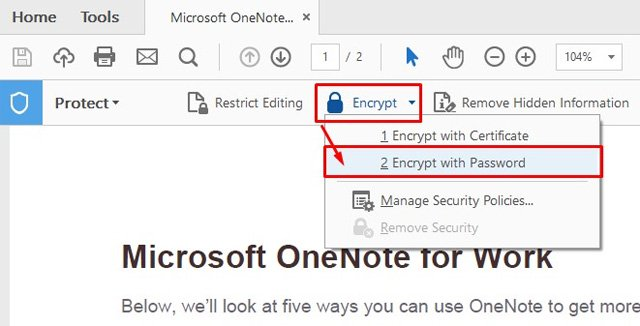 Home Tools Microsoft OneNote... ×
1 / 2 104%
Protect Restrict Editing Encrypt Remove Hidden Information
1 Encrypt with Certificate
2 Encrypt with Password
Manage Security Policies...
Remove Security
Microsoft OneNote for Work
Below, we'll look at five ways you can use OneNote to get more